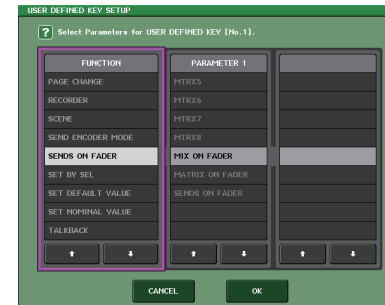 USER DEFINED KEY SETUP
? Select Parameters for USER DEFINED KEY [No.1].
FUNCTION
PAGE CHANGE
RECORDER
SCENE
SEND ENCODER MODE
SENDS ON FADER
SET BY SEL
SET DEFAULT VALUE
SET NOMINAL VALUE
TALKBACK
PARAMETER 1
MTRX5
MTRX6
MTRX7
MTRX8
MIX ON FADER
MATRIX ON FADER
SENDS ON FADER
CANCEL
OK